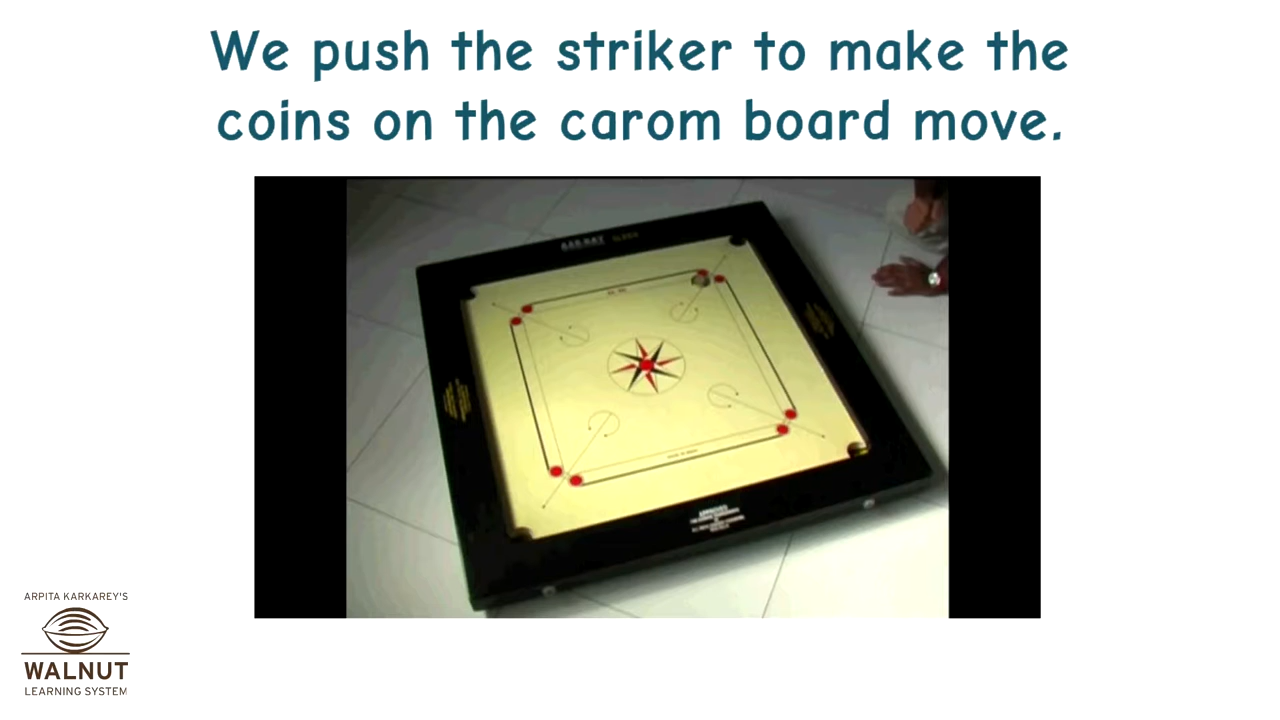 We push the striker to make the
coins on the carom board move.
ARPITA KARKAREY'S
WALNUT
LEARNING SYSTEM